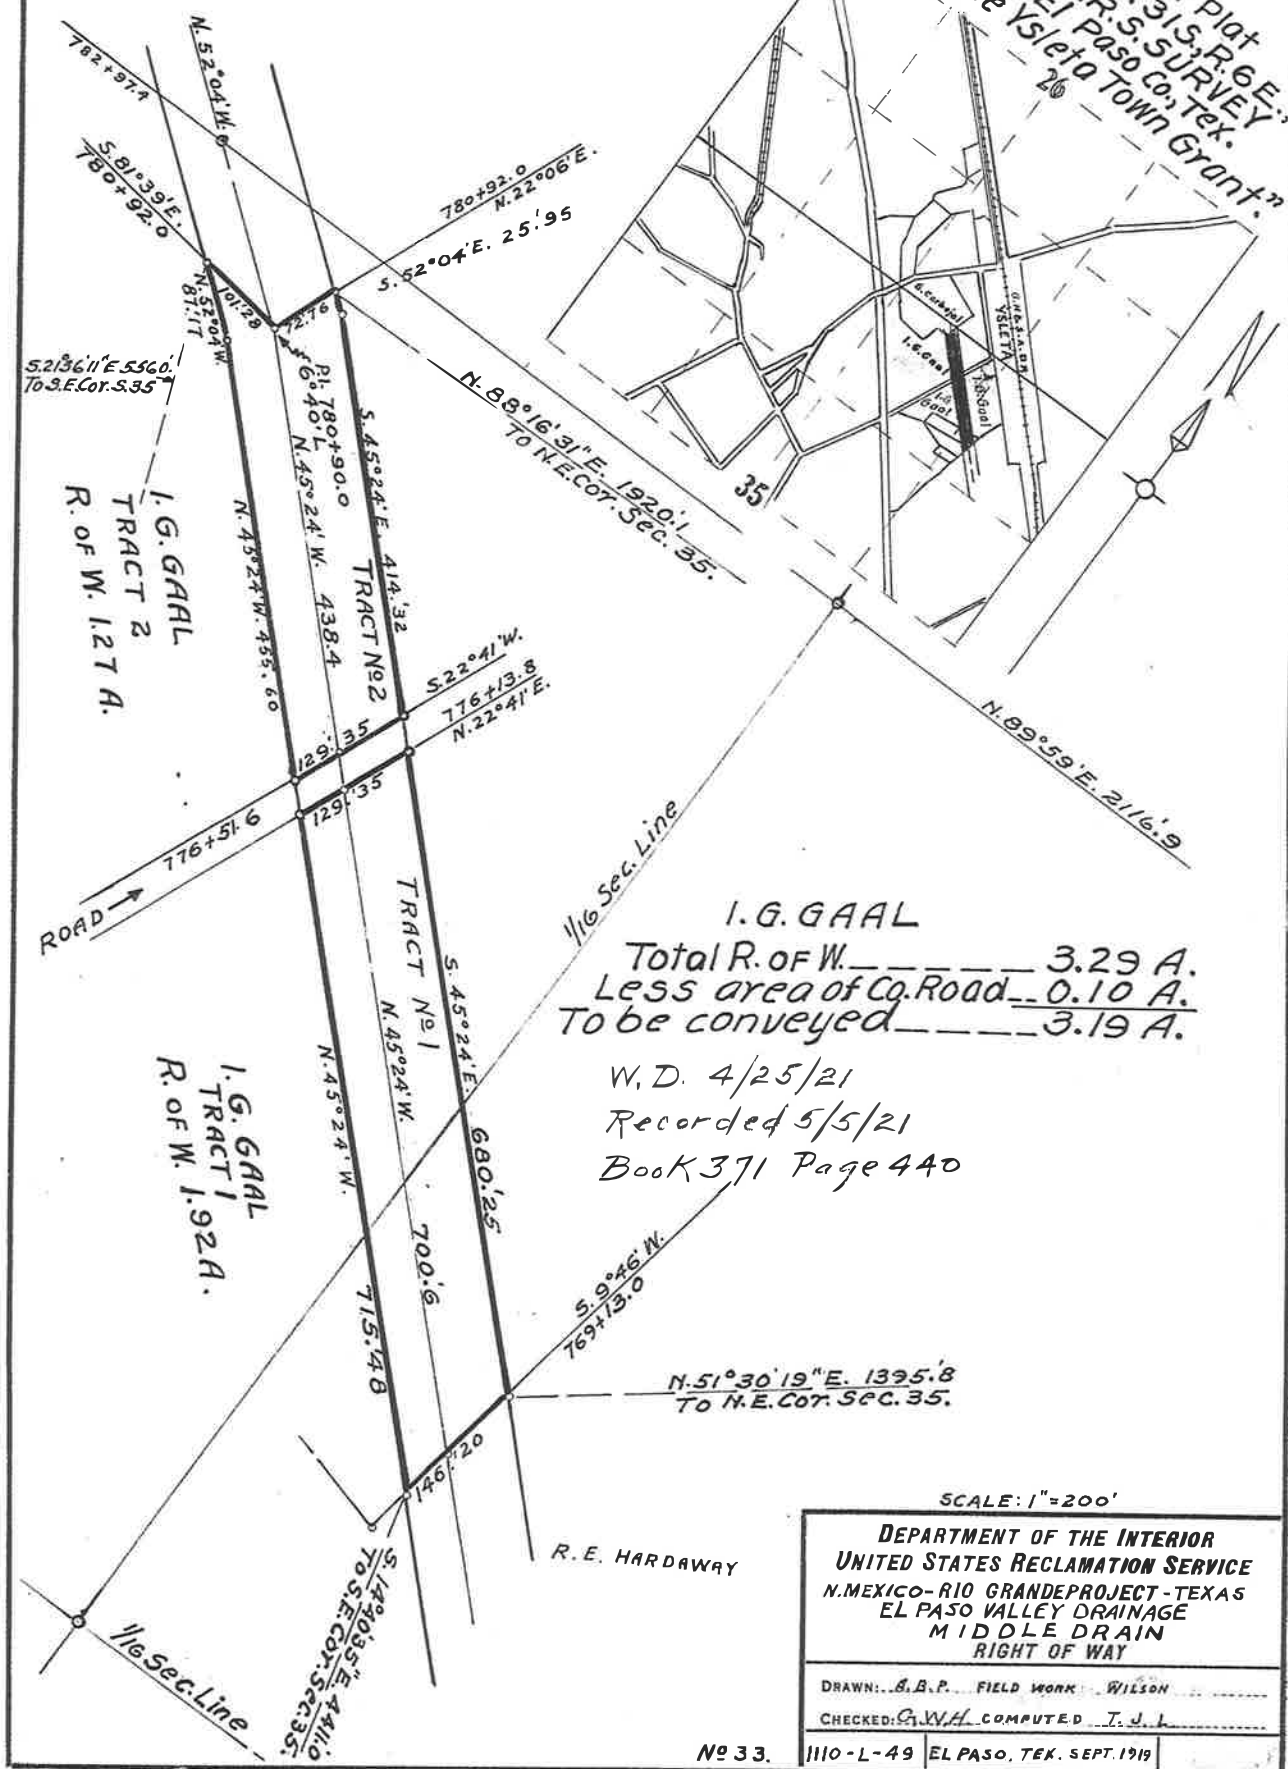 Plat
31S, R.6E.,
R.S. SURVEY
El Paso Co., Tex.
Ysleta Town Grant."
26
35
G. Carbajal
I.G. Gaal
I.G. Gaal
I.G. Gaal
YSLETA
782+97.4
N. 52°04'W.
S. 81°39'E.
780+92.0
780+92.0
N. 22°06'E.
S. 52°04'E. 25.'95
N. 52°04'W.
87.'17
101.'28
72.'76
S. 21°36'11"E 5560.'
To S.E. Cor. S. 35
P.I. 780+90.0
6°40'L
N. 45°24'W. 438.4
S. 45°24'E. 414.'32
TRACT No 2
N. 45°24'W. 455.'60
N. 88°16'31"E. 1920.'1
To N.E. Cor. Sec. 35.
I.G. GAAL
TRACT 2
R. OF W. 1.27 A.
S. 22°41'W.
776+13.8
N. 22°41'E.
129.'35
129.'35
776+51.6
ROAD
N. 89°59'E. 2116.'9
1/16 Sec. Line
I.G. GAAL
Total R. OF W. 3.29 A.
Less area of Co. Road 0.10 A.
To be conveyed 3.19 A.
W.D. 4/25/21
Recorded 5/5/21
Book 371 Page 440
TRACT No 1
N. 45°24'W.
700.'6
S. 45°24'E. 680.'25
N. 45°24'W. 715.'48
I.G. GAAL
TRACT 1
R. OF W. 1.92 A.
S. 9°46'W.
769+13.0
N. 51°30'19"E. 1395.'8
To N.E. Cor. Sec. 35.
146.'20
R.E. HARDAWAY
S. 14°40'35"E. 4411.'0
To S.E. Cor. Sec. 35.
1/16 Sec. Line
SCALE: 1"=200'
DEPARTMENT OF THE INTERIOR
UNITED STATES RECLAMATION SERVICE
N. MEXICO-RIO GRANDE PROJECT-TEXAS
EL PASO VALLEY DRAINAGE
MIDDLE DRAIN
RIGHT OF WAY
DRAWN: B.B.P. FIELD WORK WILSON
CHECKED: G.W.H. COMPUTED T.J.L
No 33.
1110-L-49 EL PASO, TEX. SEPT. 1919